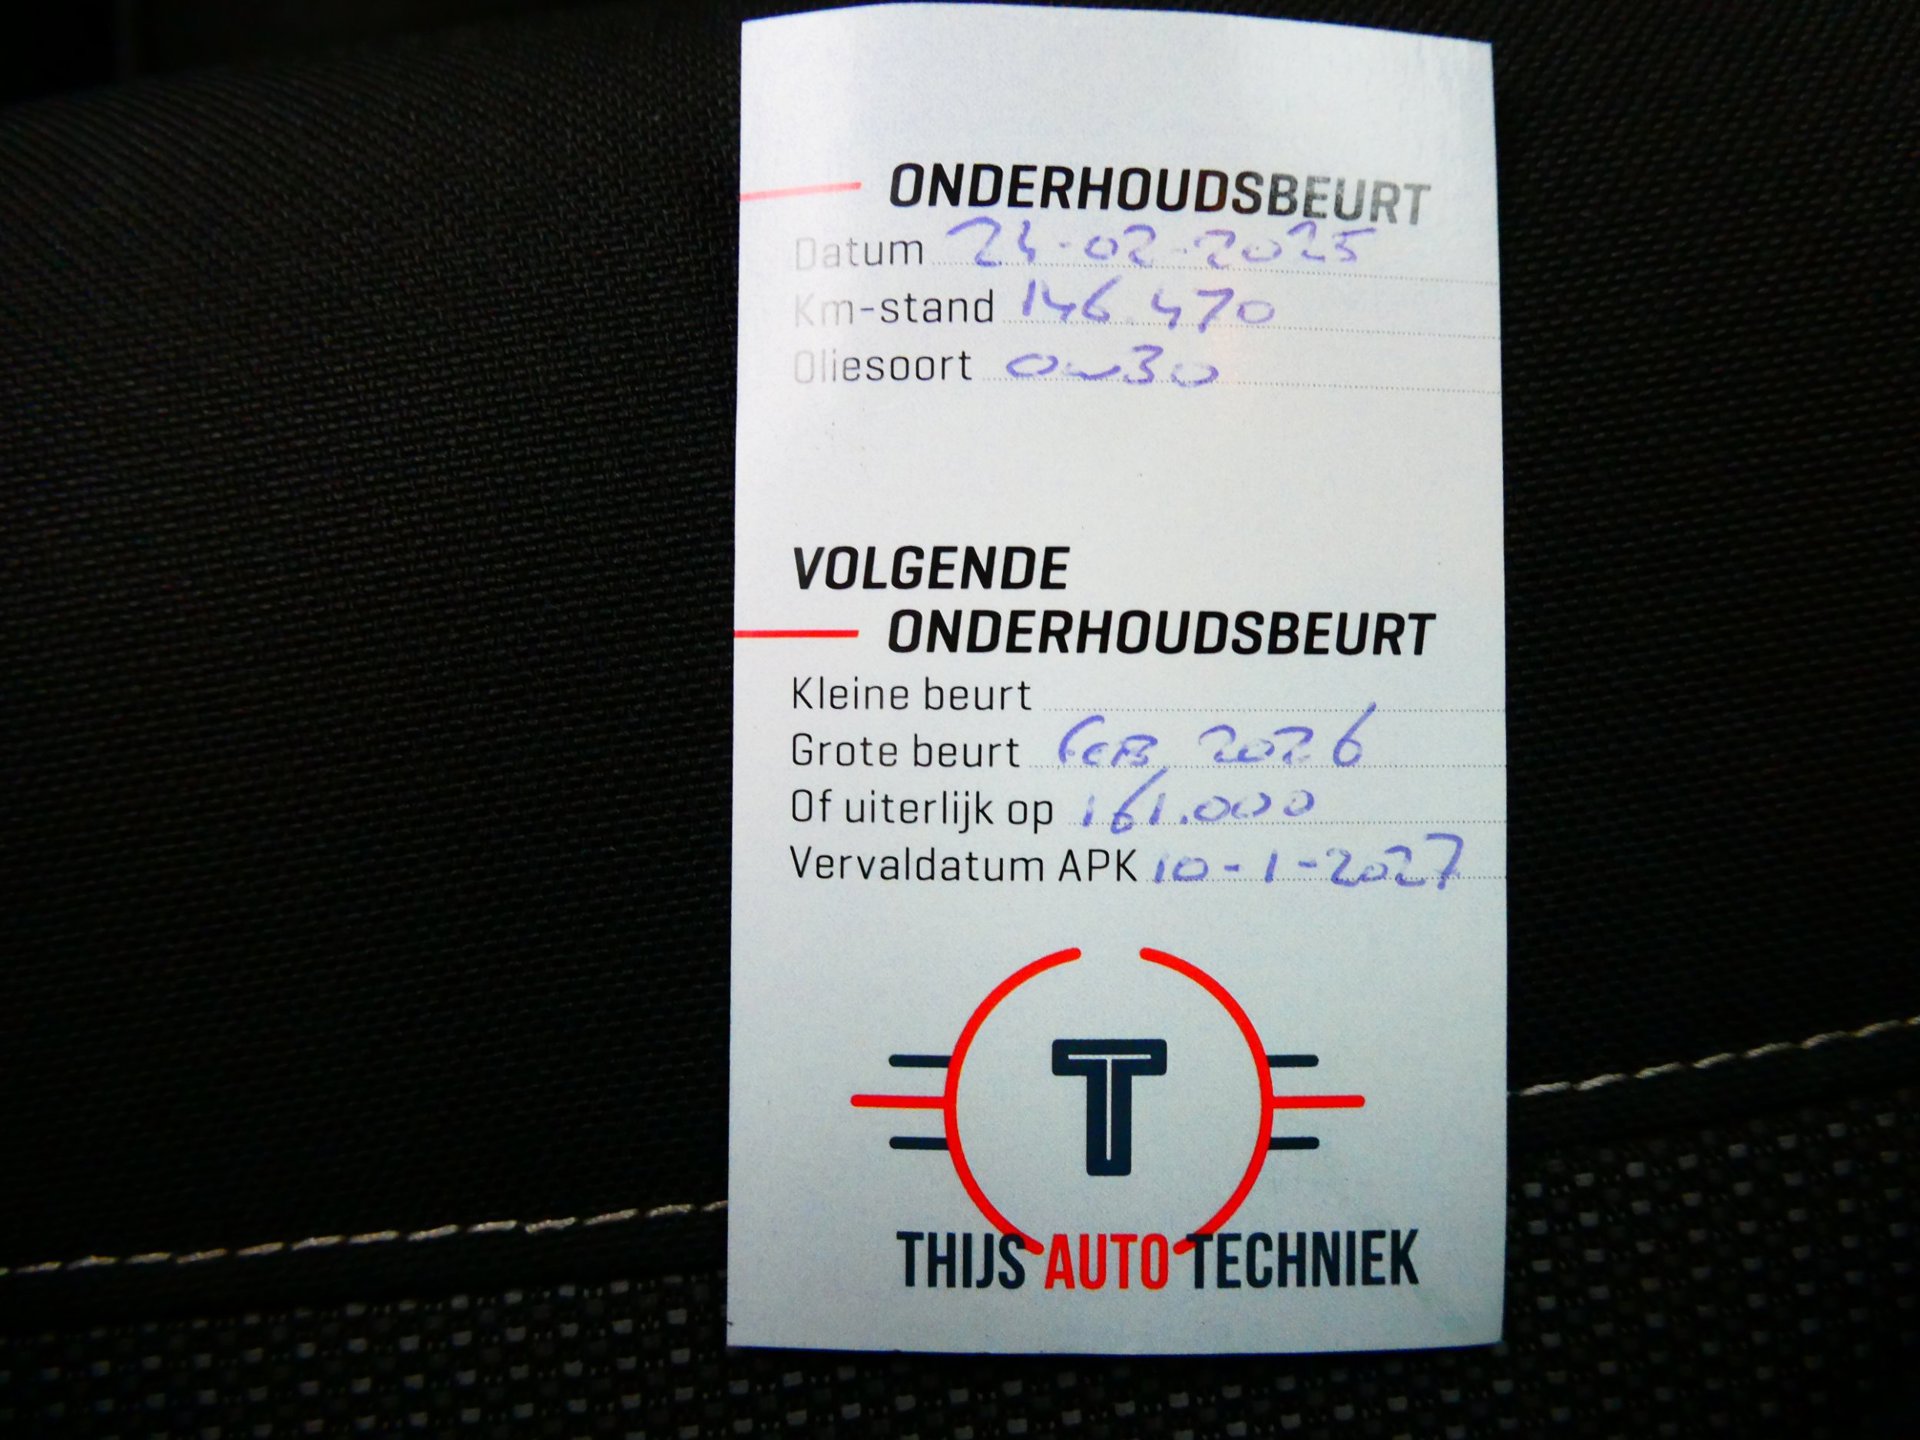 ONDERHOUDSBEURT
Datum 24-02-2025
Km-stand 146.470
Oliesoort 0w30
VOLGENDE
ONDERHOUDSBEURT
Kleine beurt
Grote beurt FEB 2026
Of uiterlijk op 161.000
Vervaldatum APK 10-1-2027
T
THIJS AUTO TECHNIEK